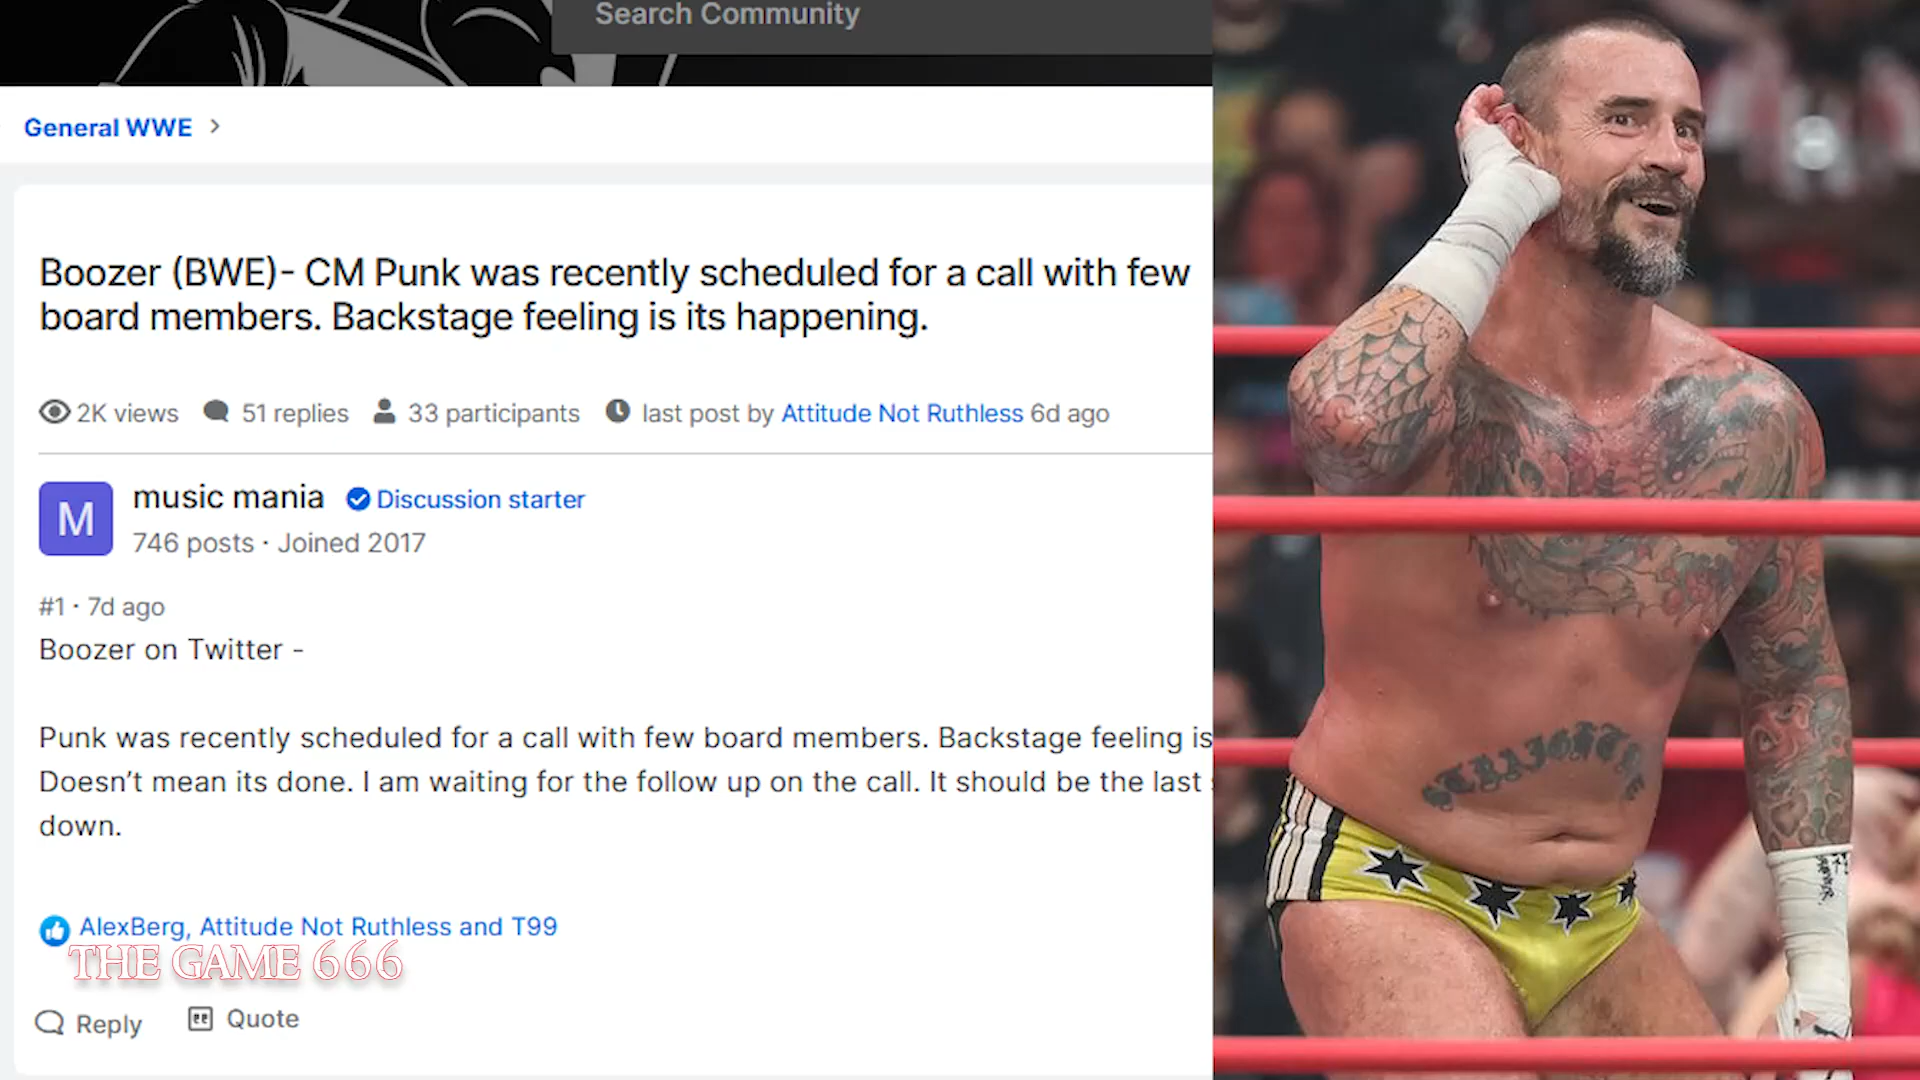 Search Community
General WWE
Boozer (BWE)- CM Punk was recently scheduled for a call with few
board members. Backstage feeling is its happening.
2K views 51 replies 33 participants last post by Attitude Not Ruthless 6d ago
M
music mania Discussion starter
746 posts · Joined 2017
#1 · 7d ago
Boozer on Twitter -
Punk was recently scheduled for a call with few board members. Backstage feeling is
Doesn’t mean its done. I am waiting for the follow up on the call. It should be the last
down.
AlexBerg, Attitude Not Ruthless and T99
THE GAME 666
Reply Quote